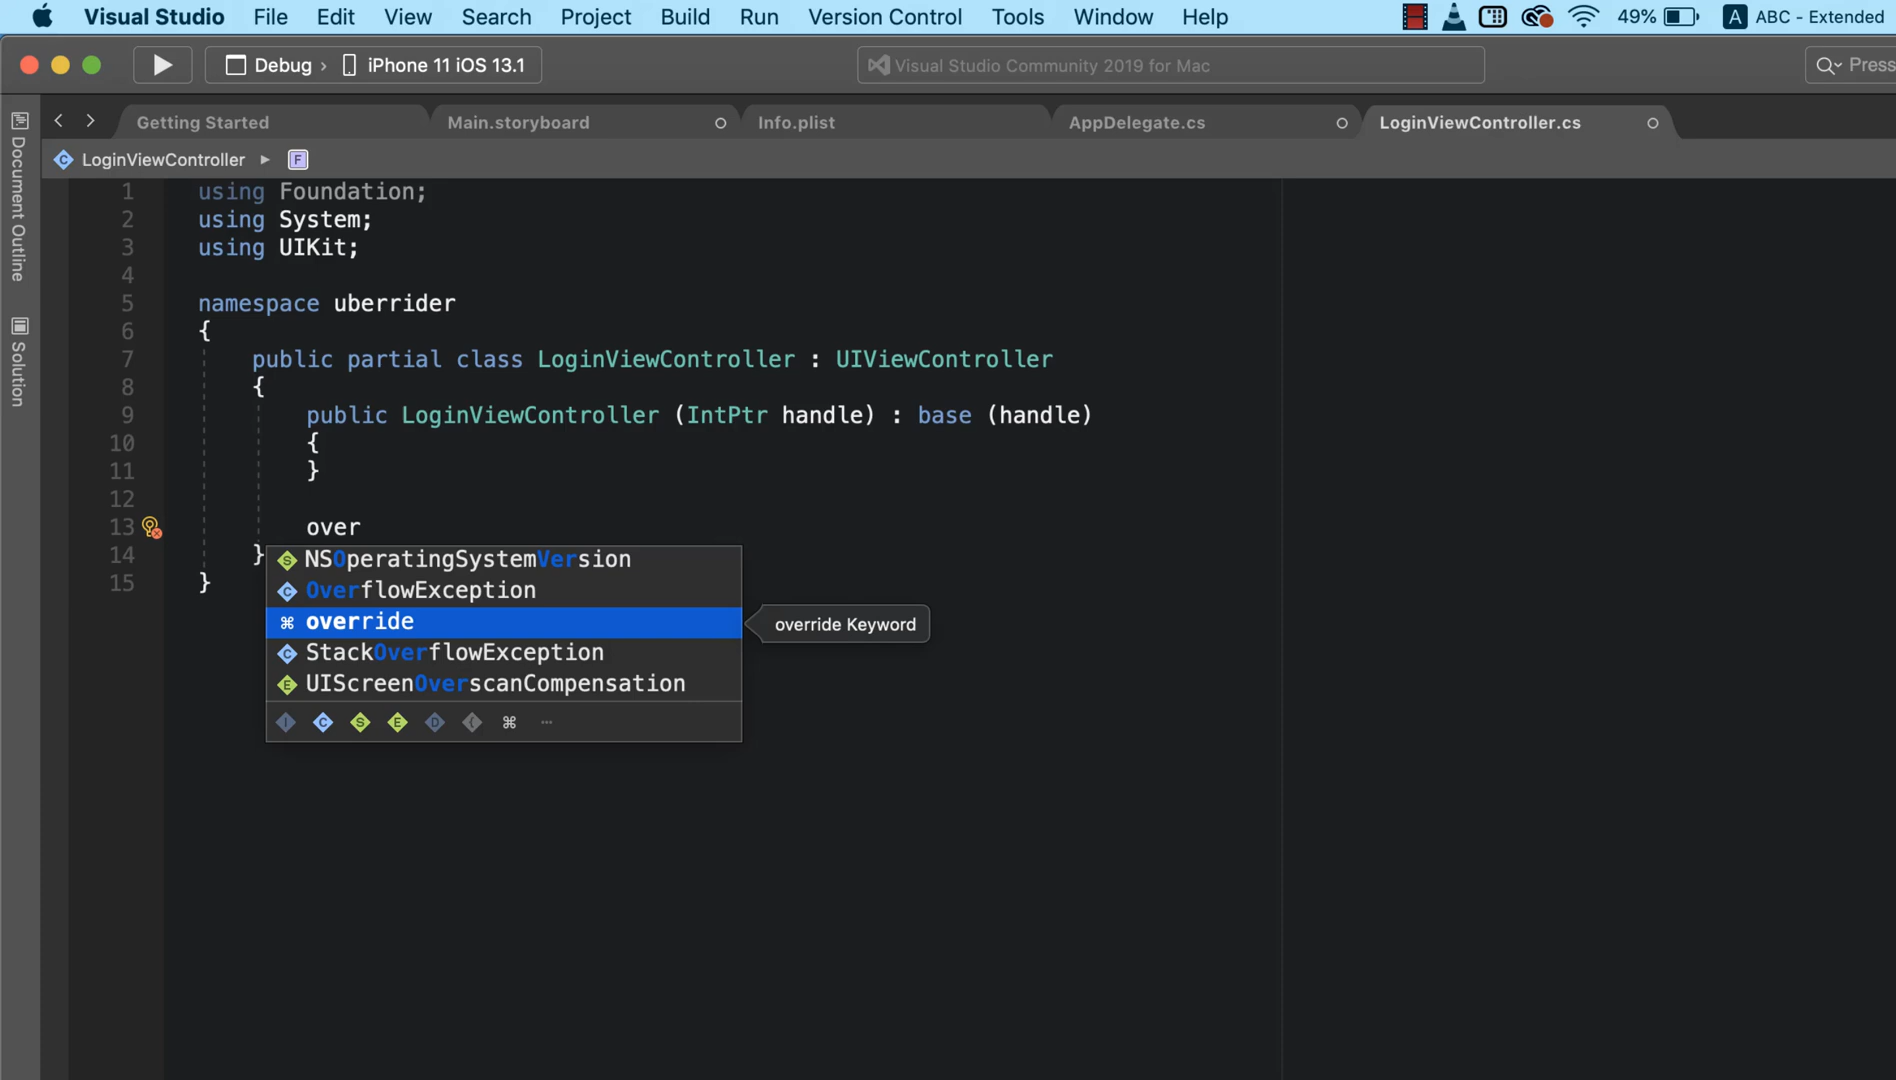 Visual Studio File Edit View Search Project Build Run Version Control Tools Window Help 49% A ABC - Extended
Debug › iPhone 11 iOS 13.1 Visual Studio Community 2019 for Mac Press
Getting Started Main.storyboard Info.plist AppDelegate.cs LoginViewController.cs
C LoginViewController F
Document Outline
Solution
1 using Foundation;
2 using System;
3 using UIKit;
4
5 namespace uberrider
6 {
7 public partial class LoginViewController : UIViewController
8 {
9 public LoginViewController (IntPtr handle) : base (handle)
10 {
11 }
12
13 over
14 }
15 }
S NSOperatingSystemVersion
C OverflowException
⌘ override
override Keyword
C StackOverflowException
E UIScreenOverscanCompensation
I C S E D { ⌘ ...